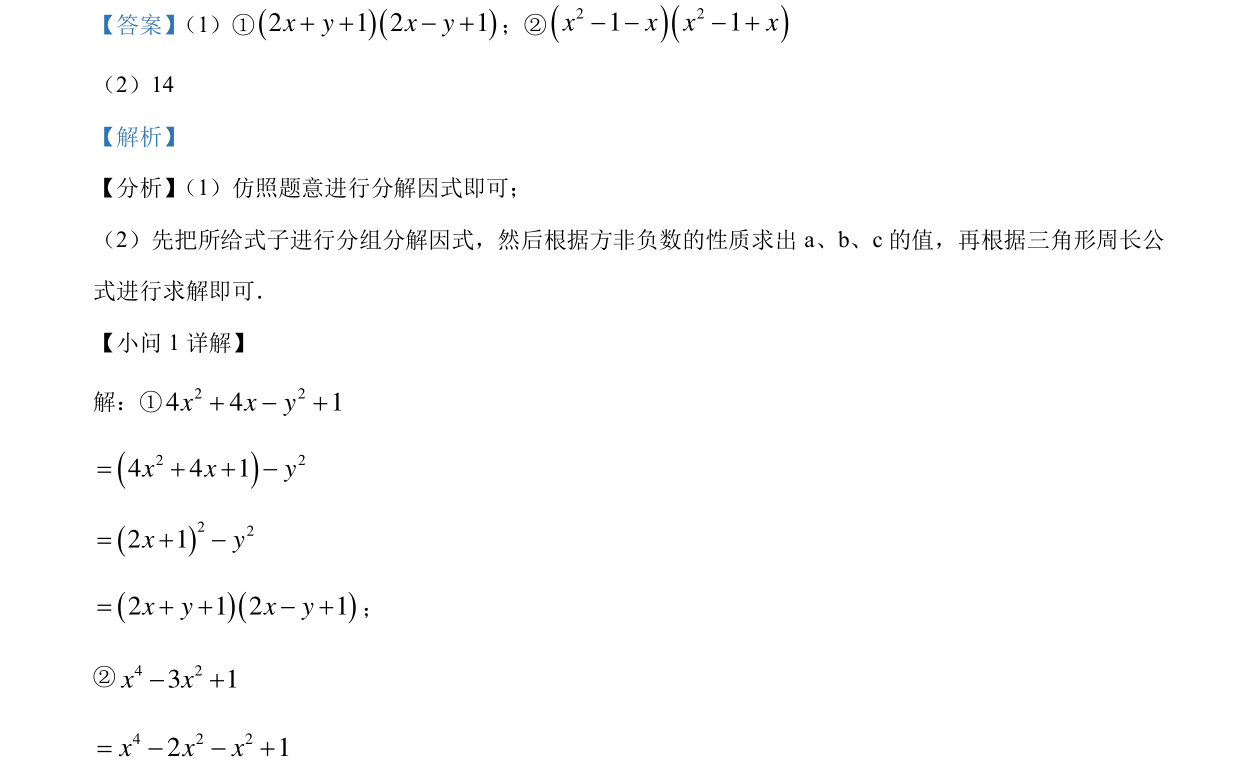 【答案】（1）①(2x+y+1)(2x−y+1)；②(x²−1−x)(x²−1+x)
（2）14
【解析】
【分析】（1）仿照题意进行分解因式即可；
（2）先把所给式子进行分组分解因式，然后根据方非负数的性质求出 a、b、c 的值，再根据三角形周长公
式进行求解即可．
【小问 1 详解】
解：①4x²+4x−y²+1
=(4x²+4x+1)−y²
=(2x+1)²−y²
=(2x+y+1)(2x−y+1)；
②x⁴−3x²+1
=x⁴−2x²−x²+1